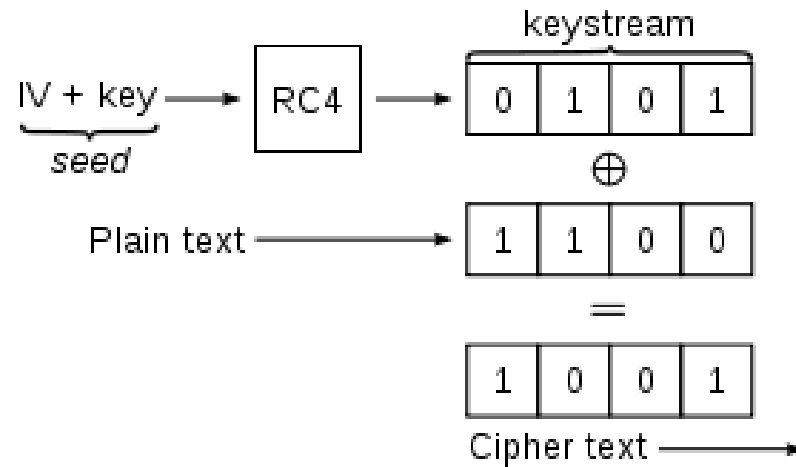 keystream
IV + key
RC4
0 1 0 1
seed
⊕
Plain text
1 1 0 0
=
1 0 0 1
Cipher text